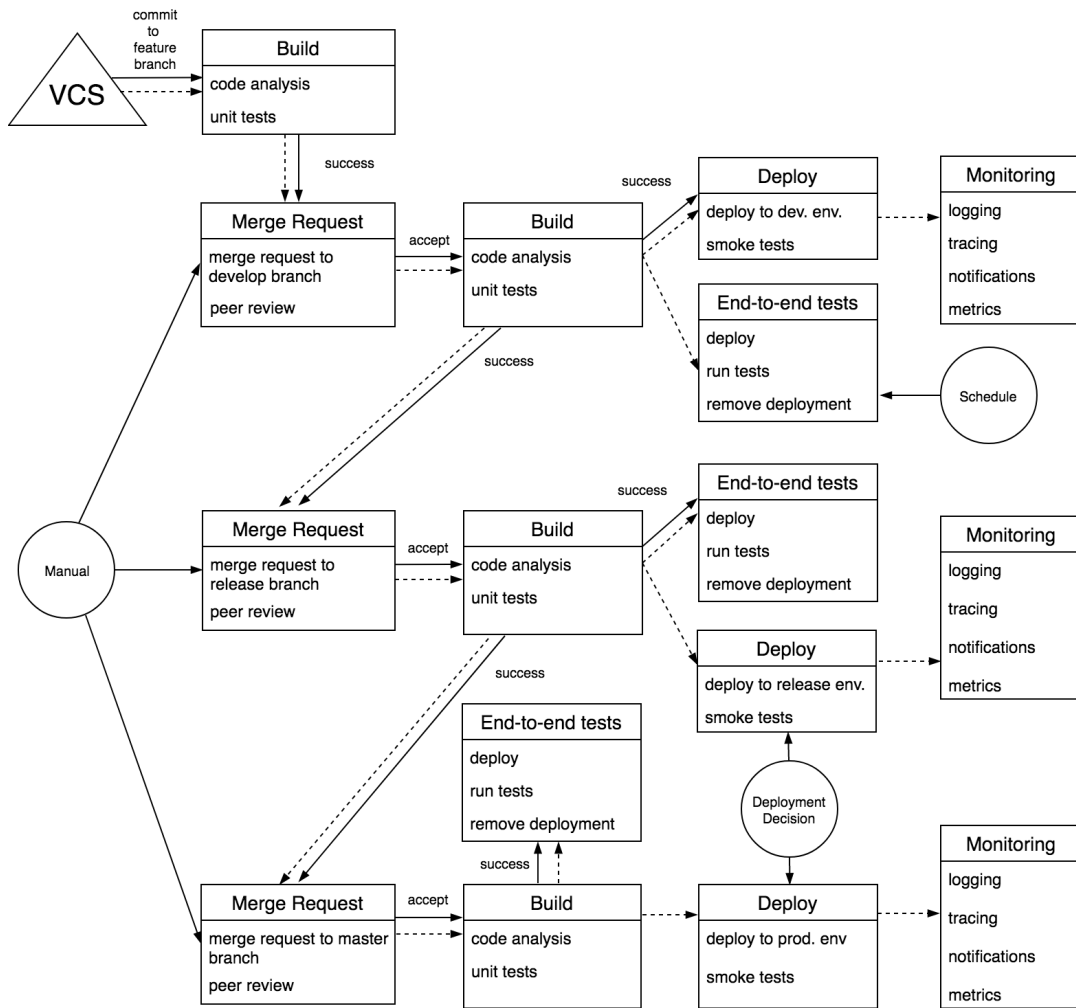 commit
to
feature
branch
VCS
Build
code analysis
unit tests
success
Merge Request
merge request to
develop branch
peer review
accept
Build
code analysis
unit tests
success
Deploy
deploy to dev. env.
smoke tests
Monitoring
logging
tracing
notifications
metrics
End-to-end tests
deploy
run tests
remove deployment
Schedule
success
Manual
Merge Request
merge request to
release branch
peer review
accept
Build
code analysis
unit tests
success
End-to-end tests
deploy
run tests
remove deployment
Deploy
deploy to release env.
smoke tests
Monitoring
logging
tracing
notifications
metrics
success
End-to-end tests
deploy
run tests
remove deployment
Deployment
Decision
success
Merge Request
merge request to master
branch
peer review
accept
Build
code analysis
unit tests
Deploy
deploy to prod. env
smoke tests
Monitoring
logging
tracing
notifications
metrics